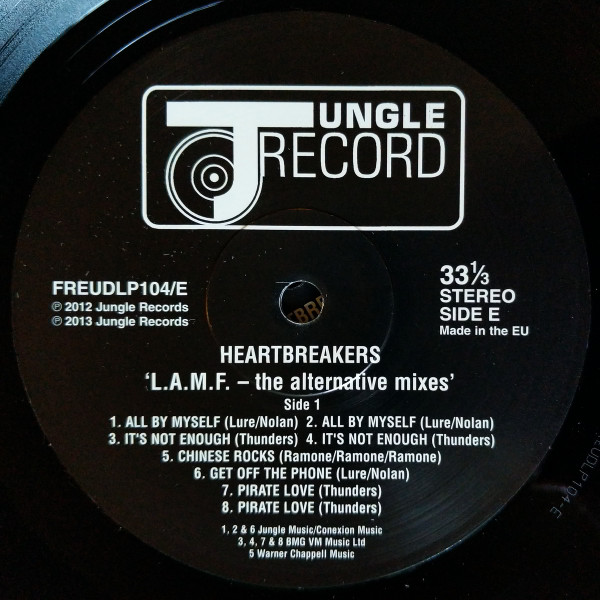 JUNGLE
RECORD
FREUDLP104/E
℗ 2012 Jungle Records
℗ 2013 Jungle Records
33⅓
STEREO
SIDE E
Made in the EU
HEARTBREAKERS
'L.A.M.F. – the alternative mixes'
Side 1
1. ALL BY MYSELF (Lure/Nolan) 2. ALL BY MYSELF (Lure/Nolan)
3. IT'S NOT ENOUGH (Thunders) 4. IT'S NOT ENOUGH (Thunders)
5. CHINESE ROCKS (Ramone/Ramone/Ramone)
6. GET OFF THE PHONE (Lure/Nolan)
7. PIRATE LOVE (Thunders)
8. PIRATE LOVE (Thunders)
1, 2 & 6 Jungle Music/Conexion Music
3, 4, 7 & 8 BMG VM Music Ltd
5 Warner Chappell Music